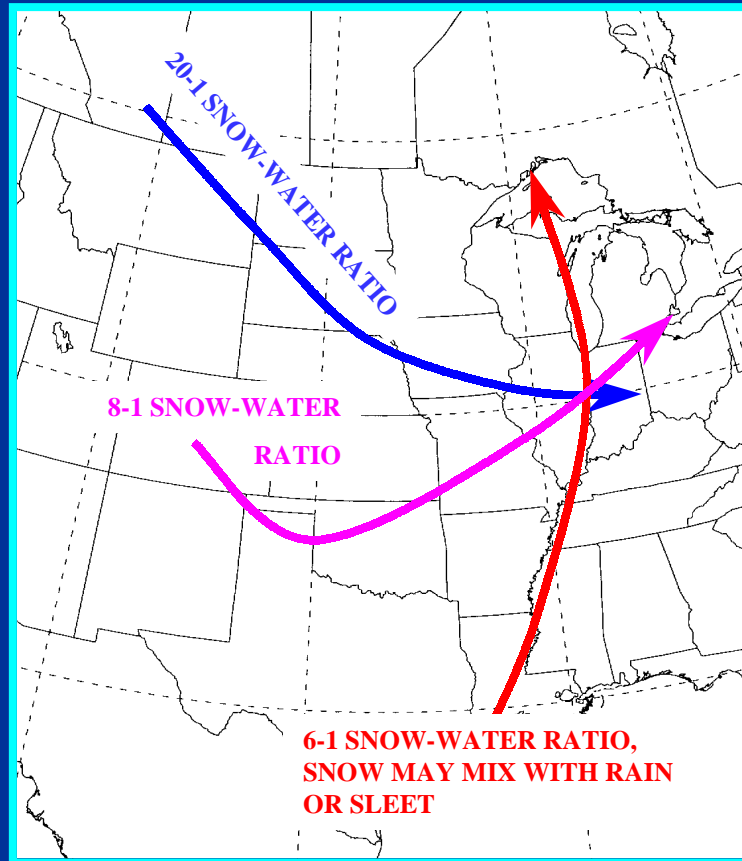 20-1 SNOW-WATER RATIO
8-1 SNOW-WATER
RATIO
6-1 SNOW-WATER RATIO,
SNOW MAY MIX WITH RAIN
OR SLEET